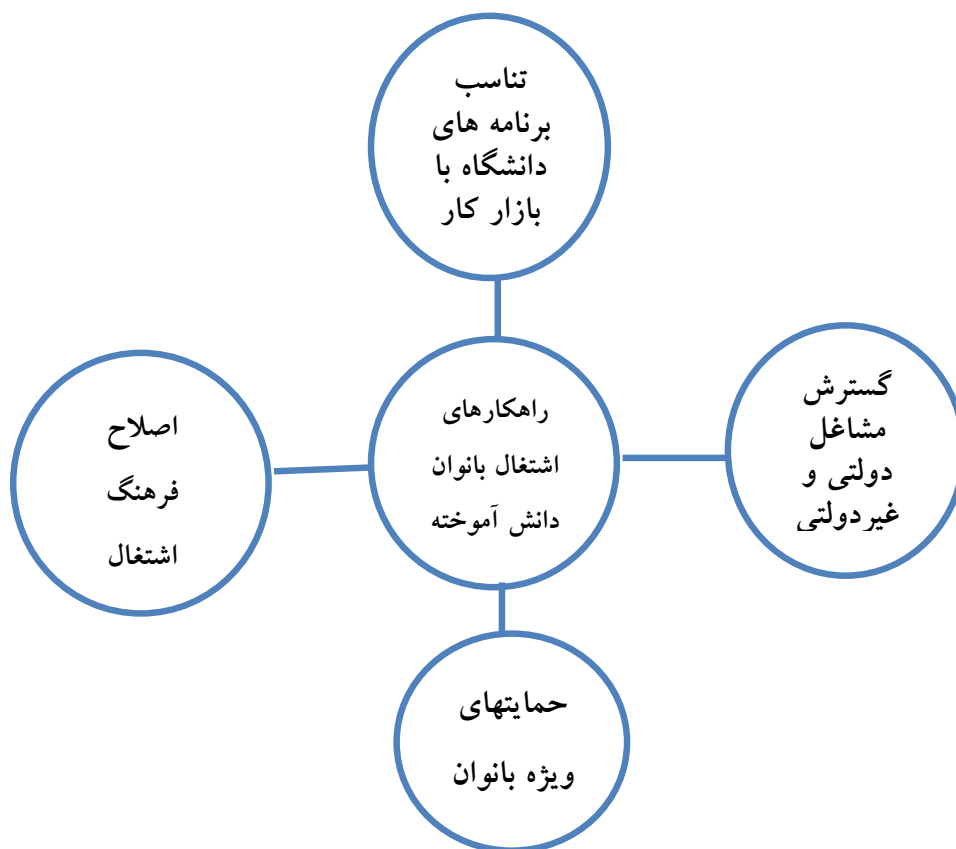 تناسب
برنامه های
دانشگاه با
بازار کار
گسترش
مشاغل
دولتی و
غیردولتی
راهکارهای
اشتغال بانوان
دانش آموخته
اصلاح
فرهنگ
اشتغال
حمایتهای
ویژه بانوان